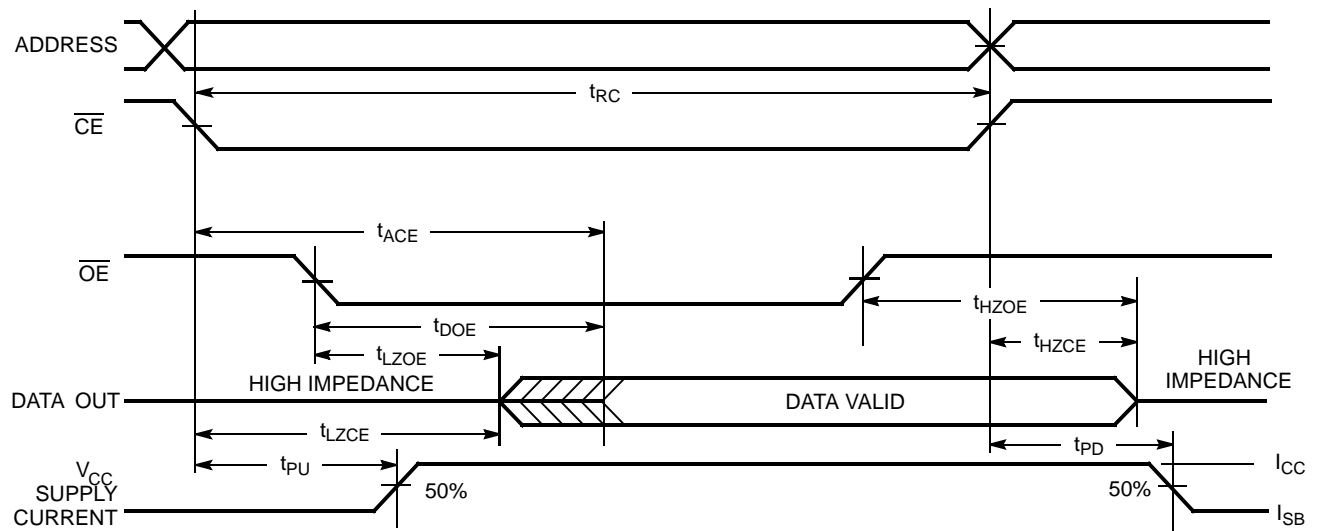 ADDRESS
tRC
CE
tACE
OE
tHZOE
tDOE
tHZCE
tLZOE
HIGH
IMPEDANCE
HIGH IMPEDANCE
DATA OUT
DATA VALID
tLZCE
tPD
tPU
VCC
SUPPLY
CURRENT
50%
50%
ICC
ISB